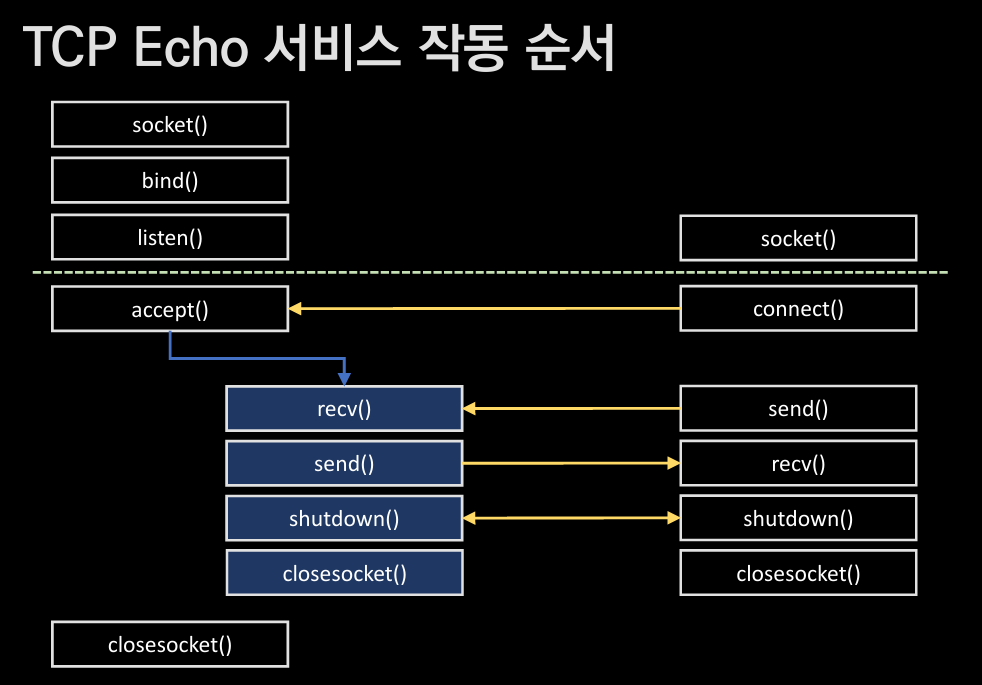 TCP Echo 서비스 작동 순서
socket()
bind()
listen()
socket()
accept()
connect()
recv()
send()
send()
recv()
shutdown()
shutdown()
closesocket()
closesocket()
closesocket()